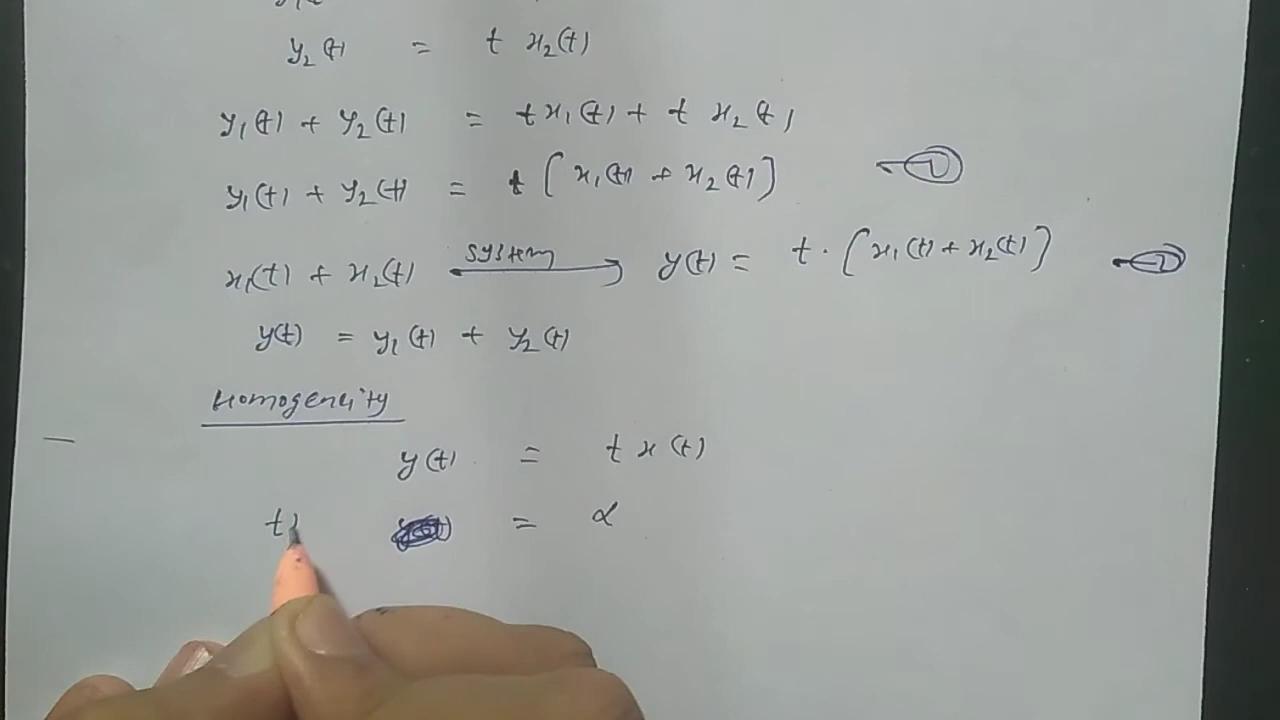 y₂(t) = t x₂(t)
y₁(t) + y₂(t) = t x₁(t) + t x₂(t)
y₁(t) + y₂(t) = t [ x₁(t) + x₂(t) ] ①
x₁(t) + x₂(t) system → y(t) = t · [ x₁(t) + x₂(t) ]
y(t) = y₁(t) + y₂(t)
Homogeneity
y(t) = t x(t)
= α